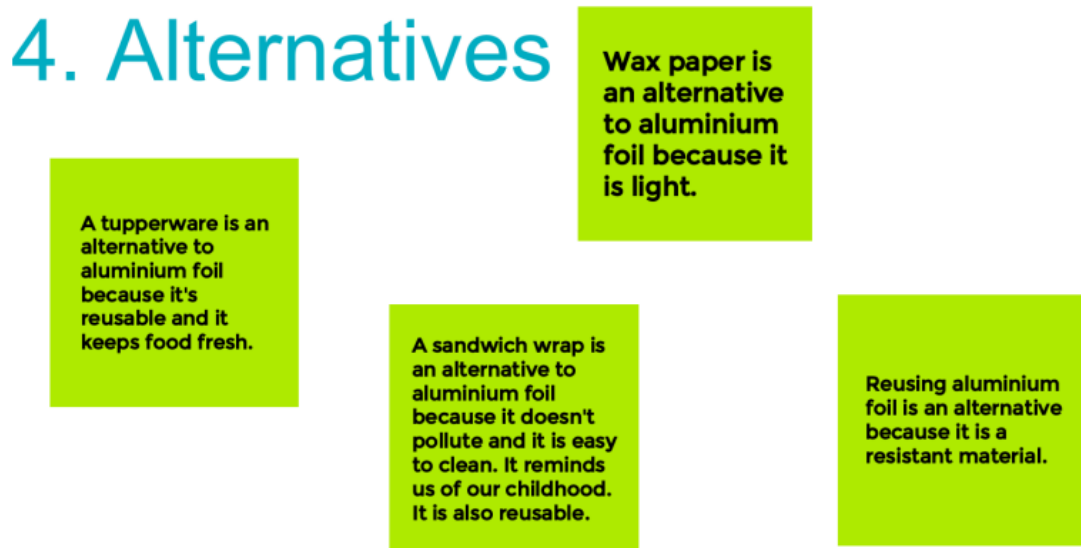 4. Alternatives
Wax paper is
an alternative
to aluminium
foil because it
is light.
A tupperware is an
alternative to
aluminium foil
because it's
reusable and it
keeps food fresh.
A sandwich wrap is
an alternative to
aluminium foil
because it doesn't
pollute and it is easy
to clean. It reminds
us of our childhood.
It is also reusable.
Reusing aluminium
foil is an alternative
because it is a
resistant material.